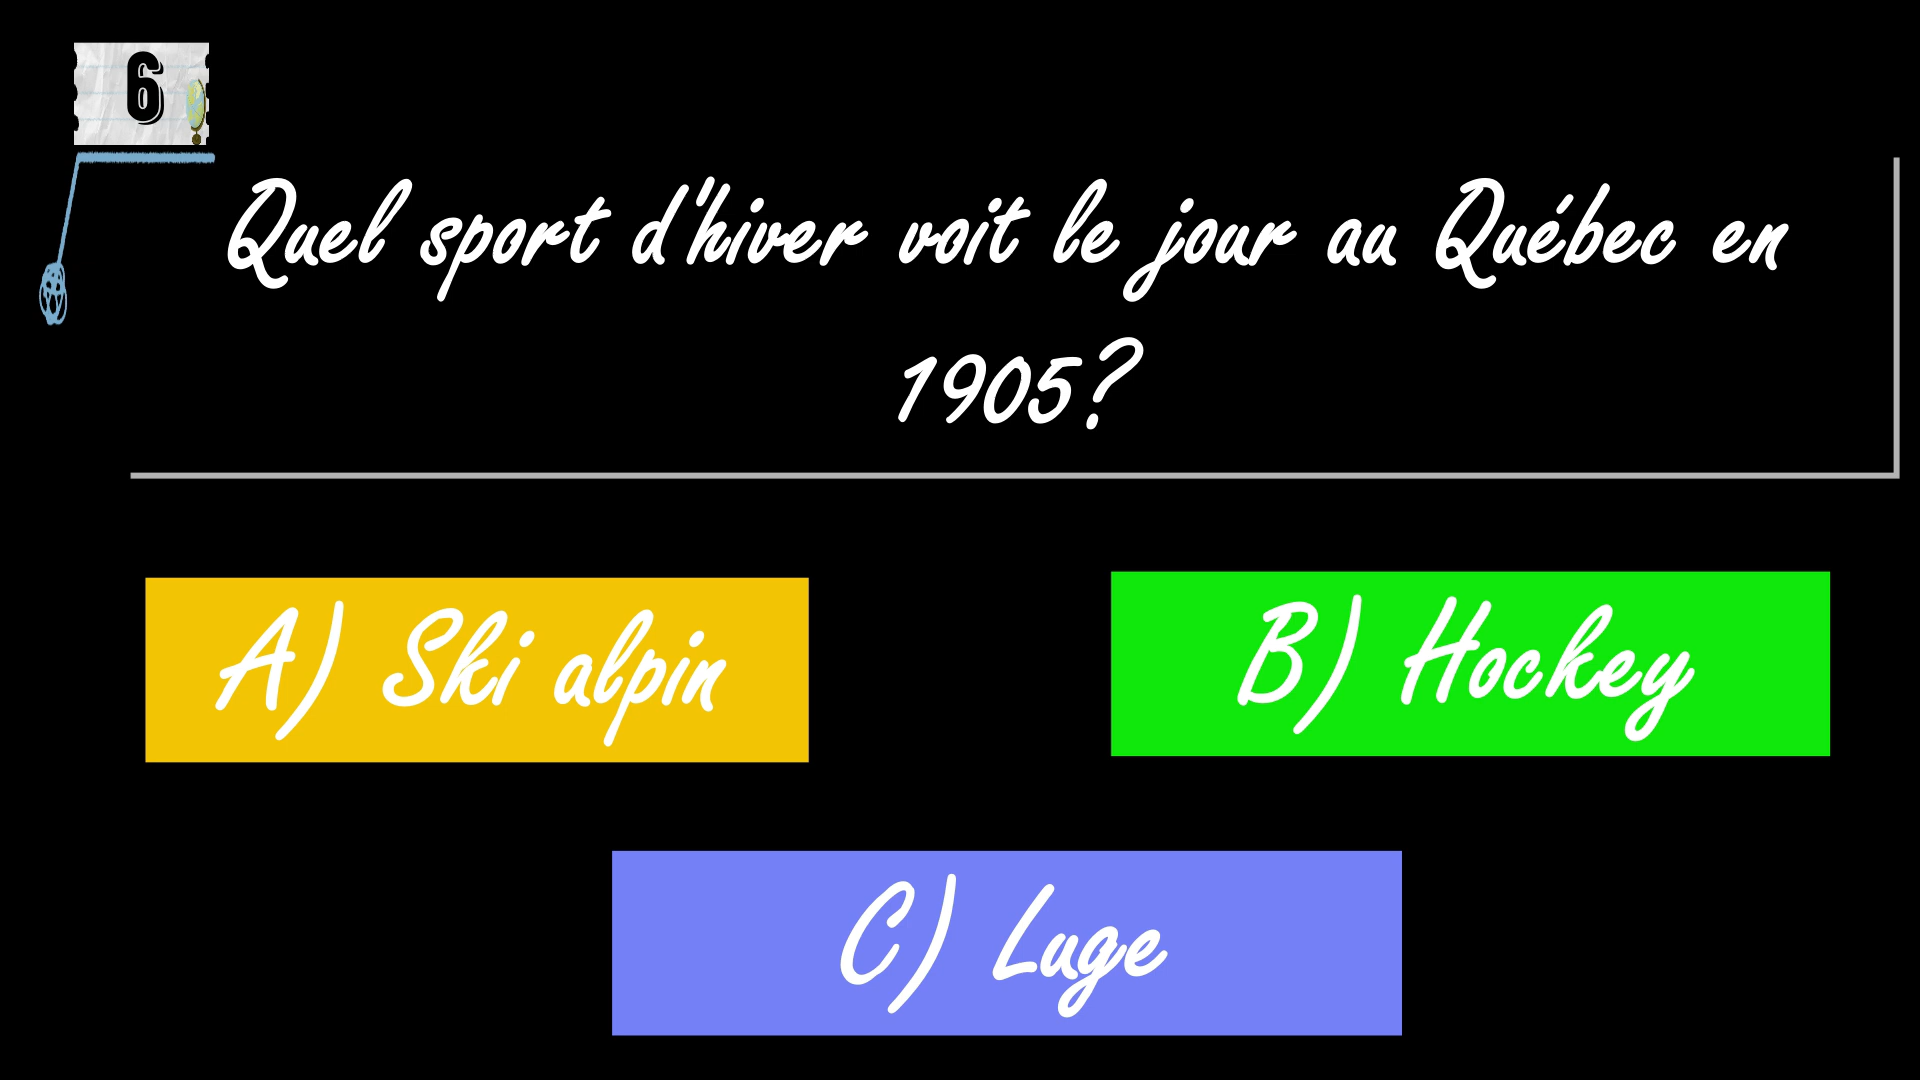 6
Quel sport d'hiver voit le jour au Québec en
1905?
A) Ski alpin
B) Hockey
C) Luge